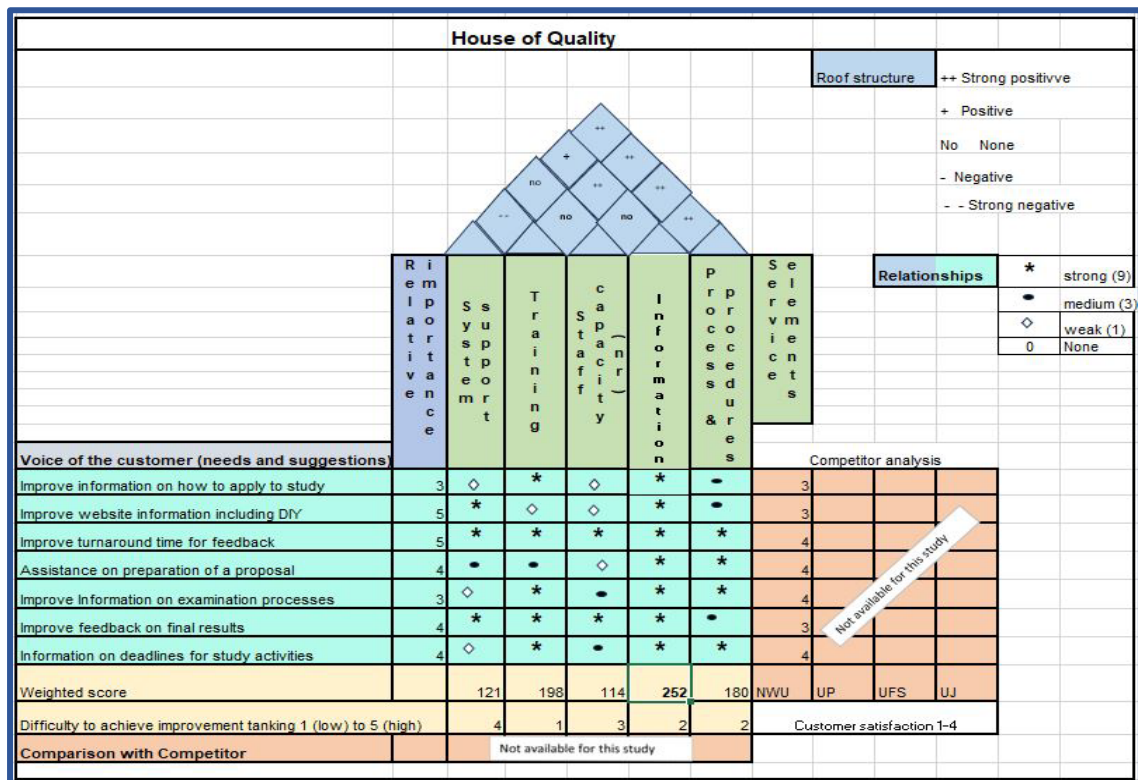 House of Quality
Roof structure ++ Strong positivve
+ Positive
No None
- Negative
- - Strong negative
++
+ ++
no ++ ++
-- no no ++
Relative importance
System support
Training
Staff capacity (nr)
Information
Process & procedures
Service elements
Relationships * strong (9)
● medium (3)
◇ weak (1)
0 None
Voice of the customer (needs and suggestions) Competitor analysis
Improve information on how to apply to study 3 ◇ * ◇ * ● 3
Improve website information including DIY 5 * ◇ ◇ * ● 3
Improve turnaround time for feedback 5 * * * * * 4
Assistance on preparation of a proposal 4 ● ● ◇ * * 4
Improve Information on examination processes 3 ◇ * ● * * 4
Improve feedback on final results 4 * * * * ● 3
Information on deadlines for study activities 4 ◇ * ● * * 4
Not available for this study
Weighted score 121 198 114 252 180 NWU UP UFS UJ
Difficulty to achieve improvement tanking 1 (low) to 5 (high) 4 1 3 2 2 Customer satisfaction 1-4
Comparison with Competitor Not available for this study